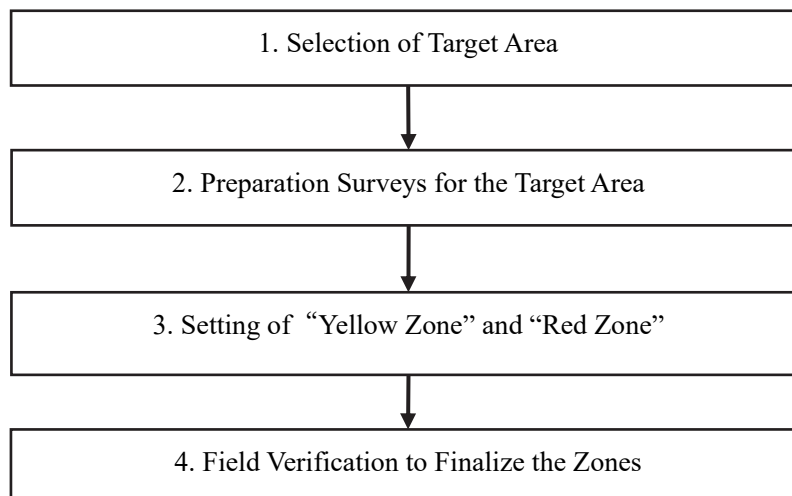 1. Selection of Target Area
2. Preparation Surveys for the Target Area
3. Setting of “Yellow Zone” and “Red Zone”
4. Field Verification to Finalize the Zones